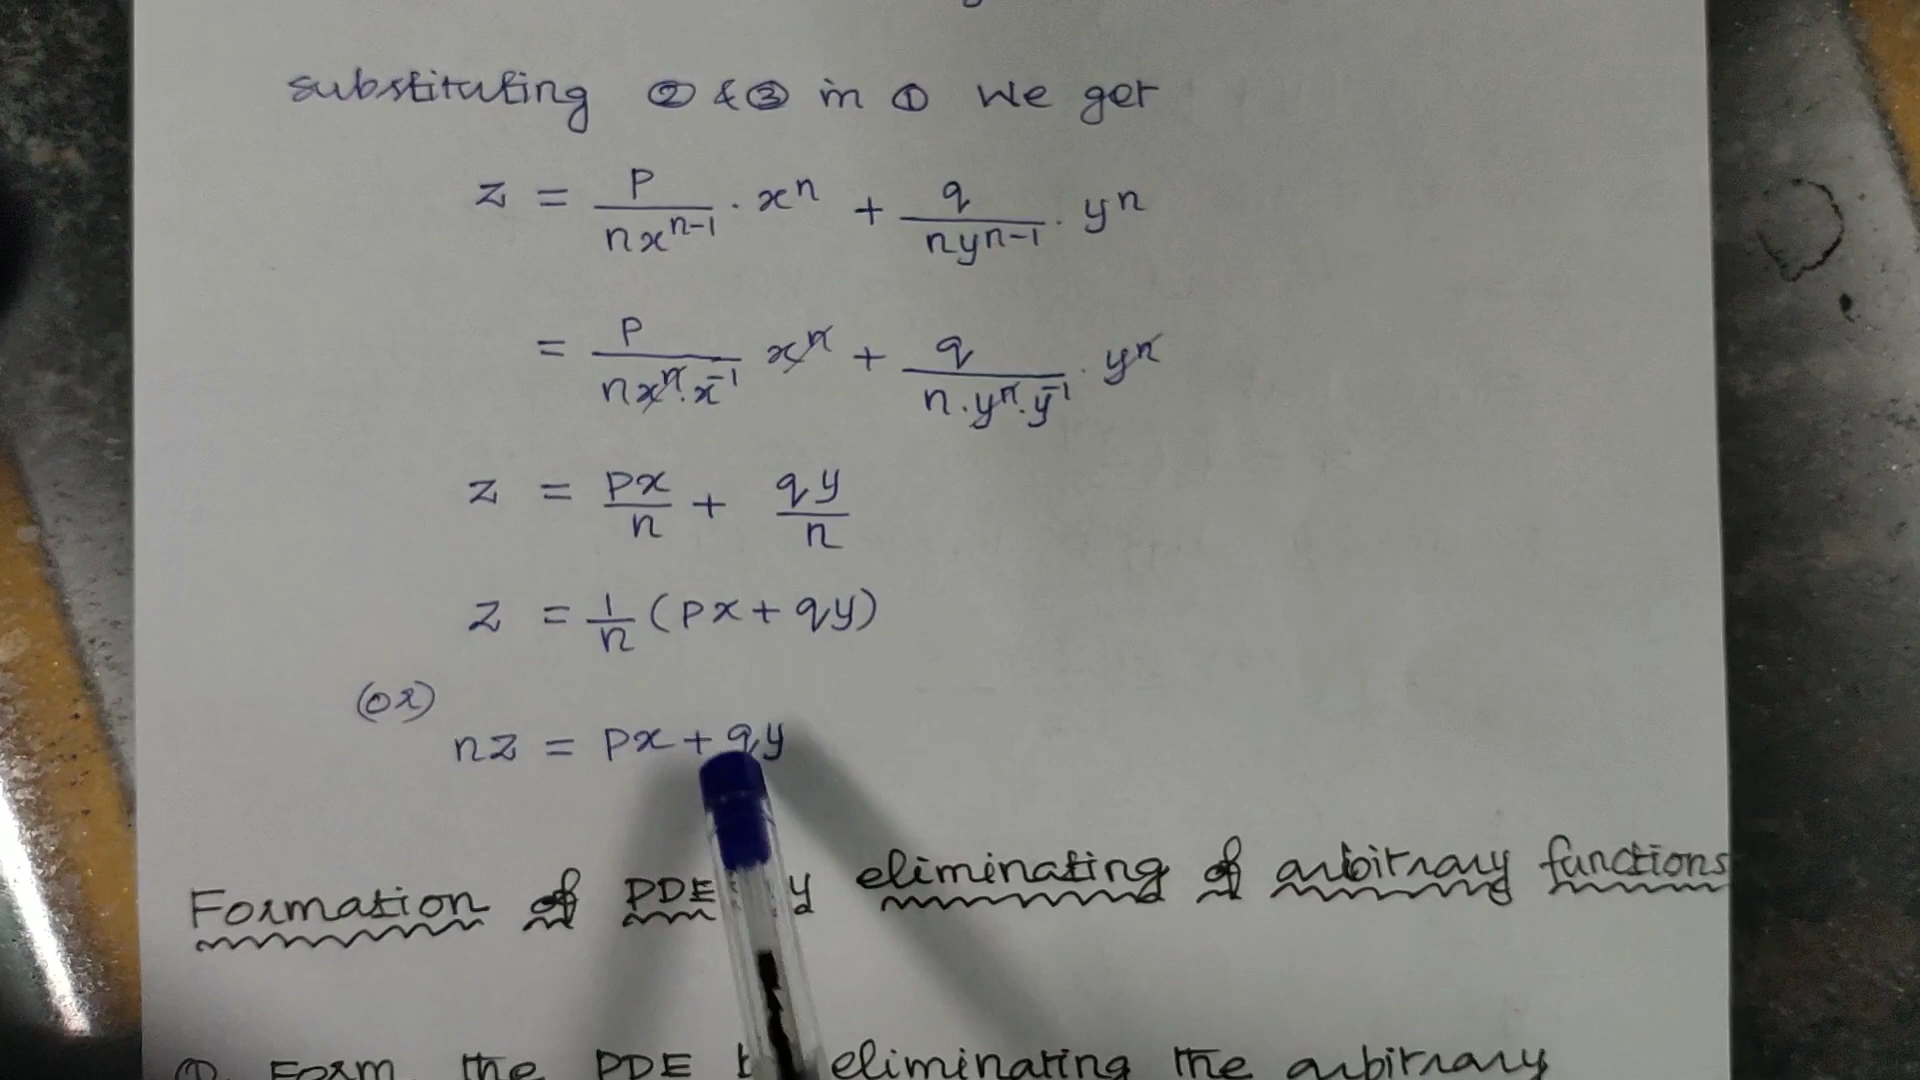 substituting ② & ③ in ① We get
z = p/nx^{n-1} . x^n + q/ny^{n-1} . y^n
= p/nx^n.x^{-1} x^n + q/n.y^n.y^{-1} . y^n
z = px/n + qy/n
z = 1/n (px + qy)
(or)
nz = px + qy
Formation of PDE y eliminating of arbitrary functions
①. Form the PDE eliminating the arbitrary